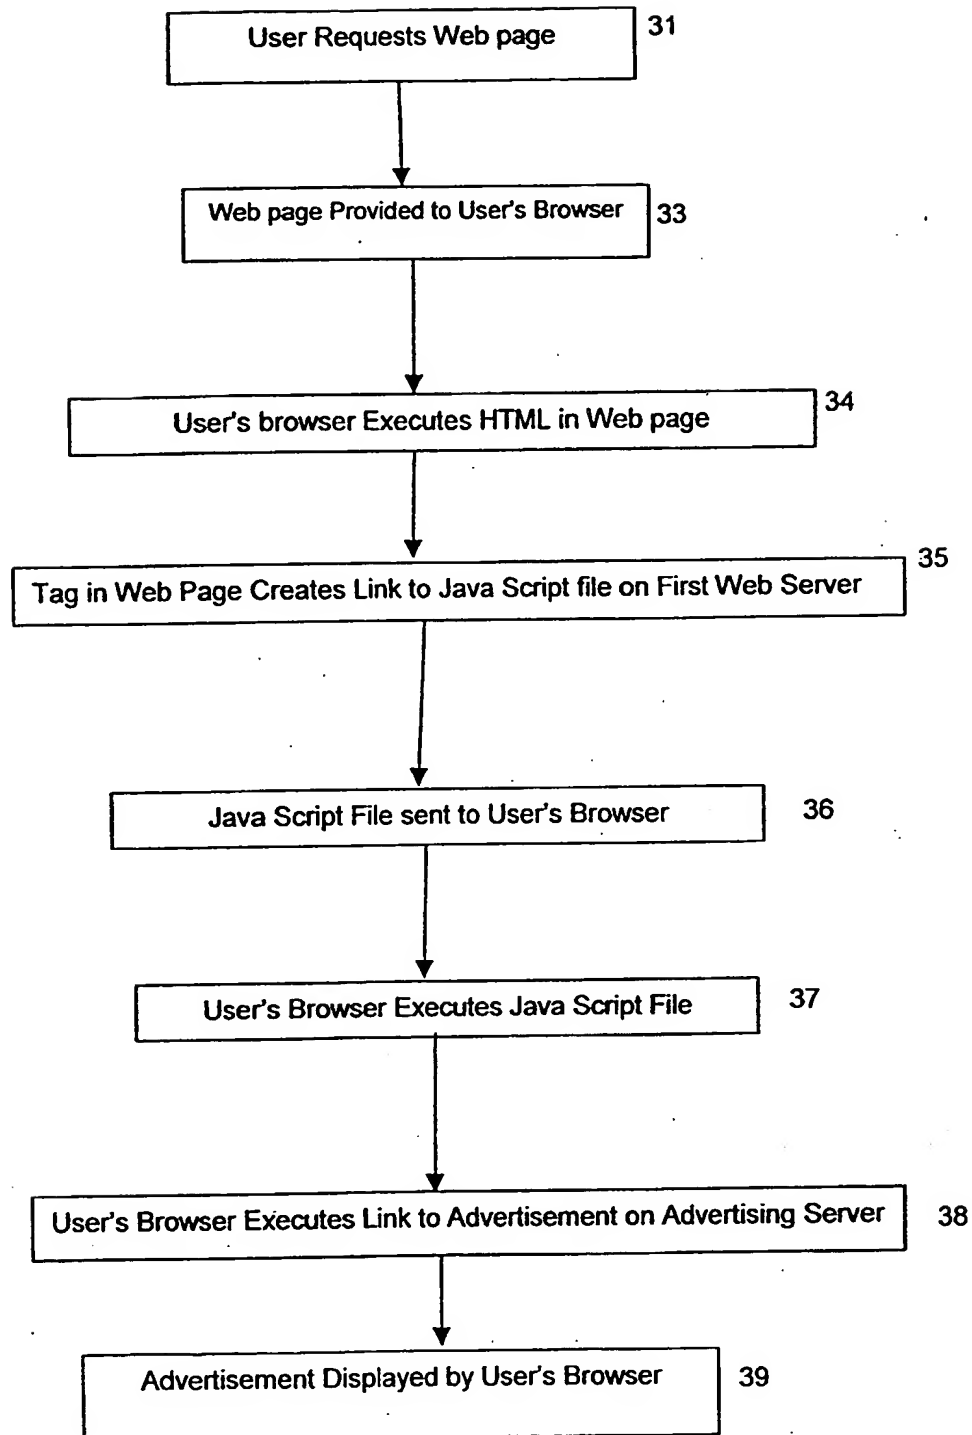 User Requests Web page 31
Web page Provided to User's Browser 33
User's browser Executes HTML in Web page 34
Tag in Web Page Creates Link to Java Script file on First Web Server 35
Java Script File sent to User's Browser 36
User's Browser Executes Java Script File 37
User's Browser Executes Link to Advertisement on Advertising Server 38
Advertisement Displayed by User's Browser 39